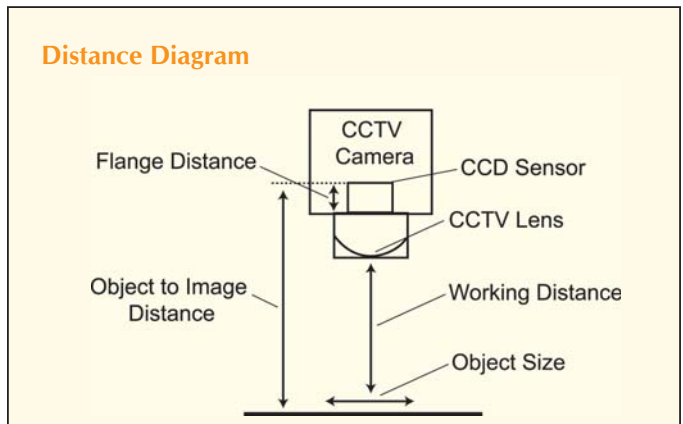 Distance Diagram
CCTV
Camera
Flange Distance
CCD Sensor
CCTV Lens
Object to Image
Distance
Working Distance
Object Size